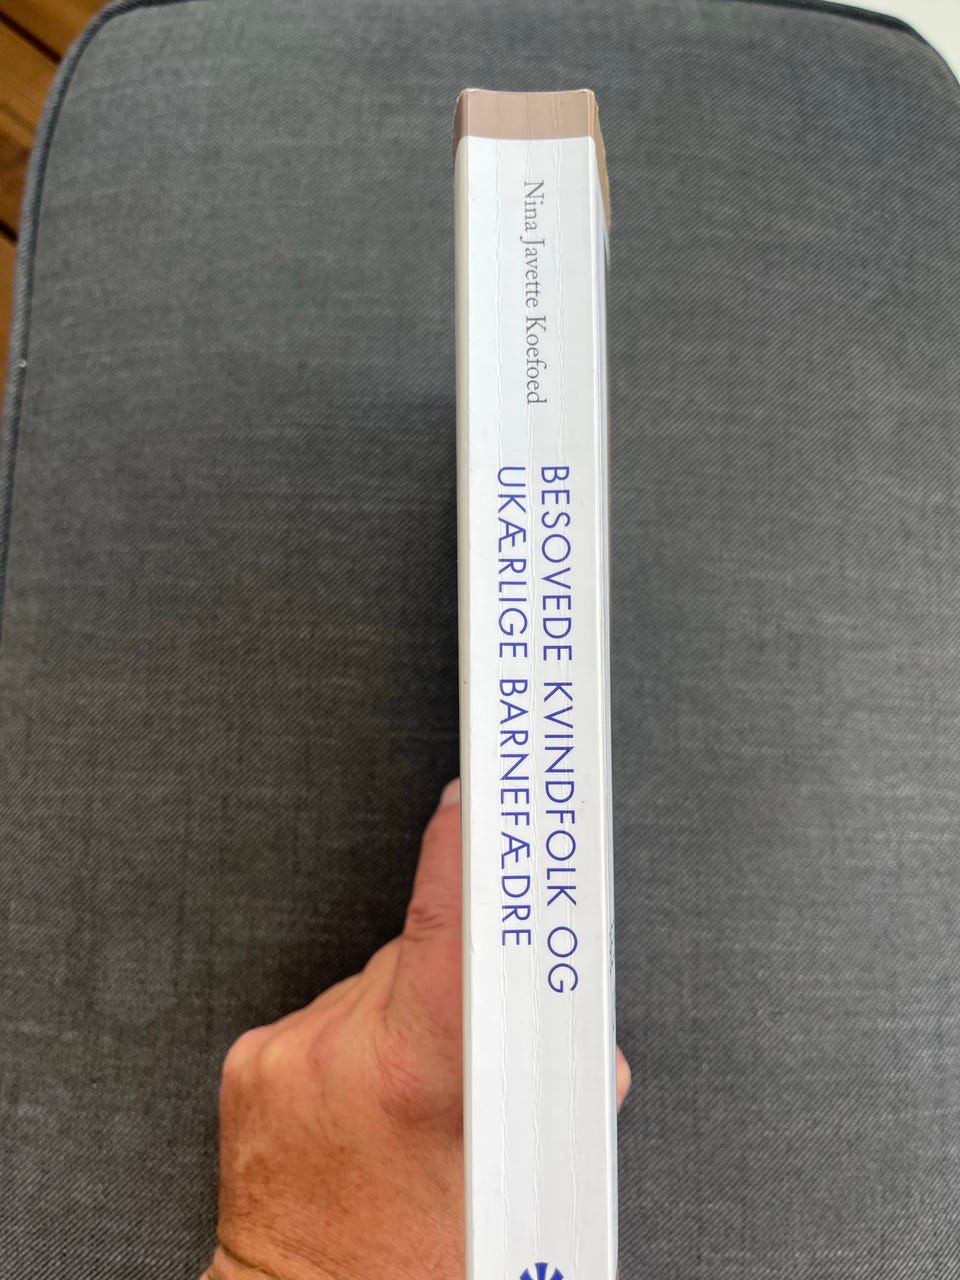 Nina Javette Koefoed
BESOVEDE KVINDFOLK OG
UKÆRLIGE BARNEFÆDRE